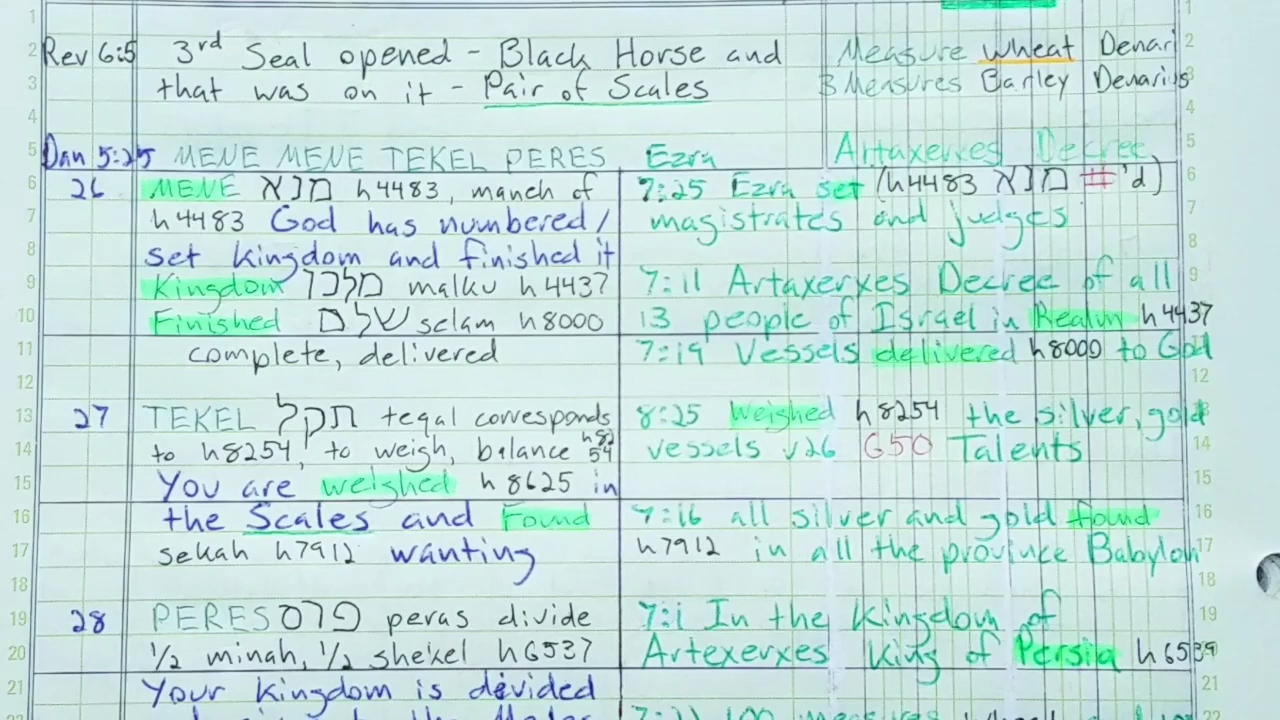 Rev 6:5 3rd Seal opened - Black Horse and Measure wheat Denari
that was on it - Pair of Scales 3 Measures Barley Denarius
Dan 5:25 MENE MENE TEKEL PERES Ezra Artaxerxes Decree
26 MENE מנא h4483, maneh of 7:25 Ezra set (h4483 מנא #'d)
h4483 God has numbered/ magistrates and judges
set kingdom and finished it
Kingdom מלכו malku h4437 7:11 Artaxerxes Decree of all
Finished שלם selam h8000 13 people of Israel in Realm h4437
complete, delivered 7:19 Vessels delivered h8000 to God
27 TEKEL תקל teqal corresponds 8:25 Weighed h8254 the silver, gold
to h8254, to weigh, balance h8254 vessels v26 650 Talents
You are weighed h8625 in
the Scales and Found 7:16 all silver and gold found
sekah h7912 wanting h7912 in all the province Babylon
28 PERES פרס peras divide 7:1 In the Kingdom of
1/2 minah, 1/2 shekel h6537 Artexerxes King of Persia h6539
Your kingdom is divided